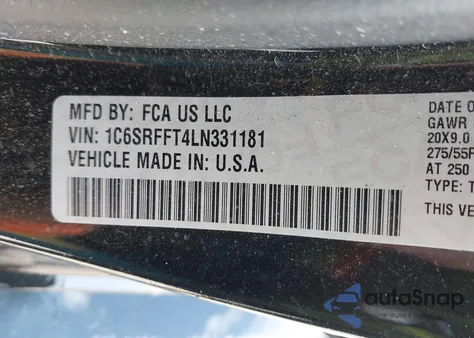 MFD BY: FCA US LLC
VIN: 1C6SRFFT4LN331181
VEHICLE MADE IN: U.S.A.
DATE O
GAWR
20X9.0
275/55R
AT 250
TYPE: T
THIS VE
autoSnap